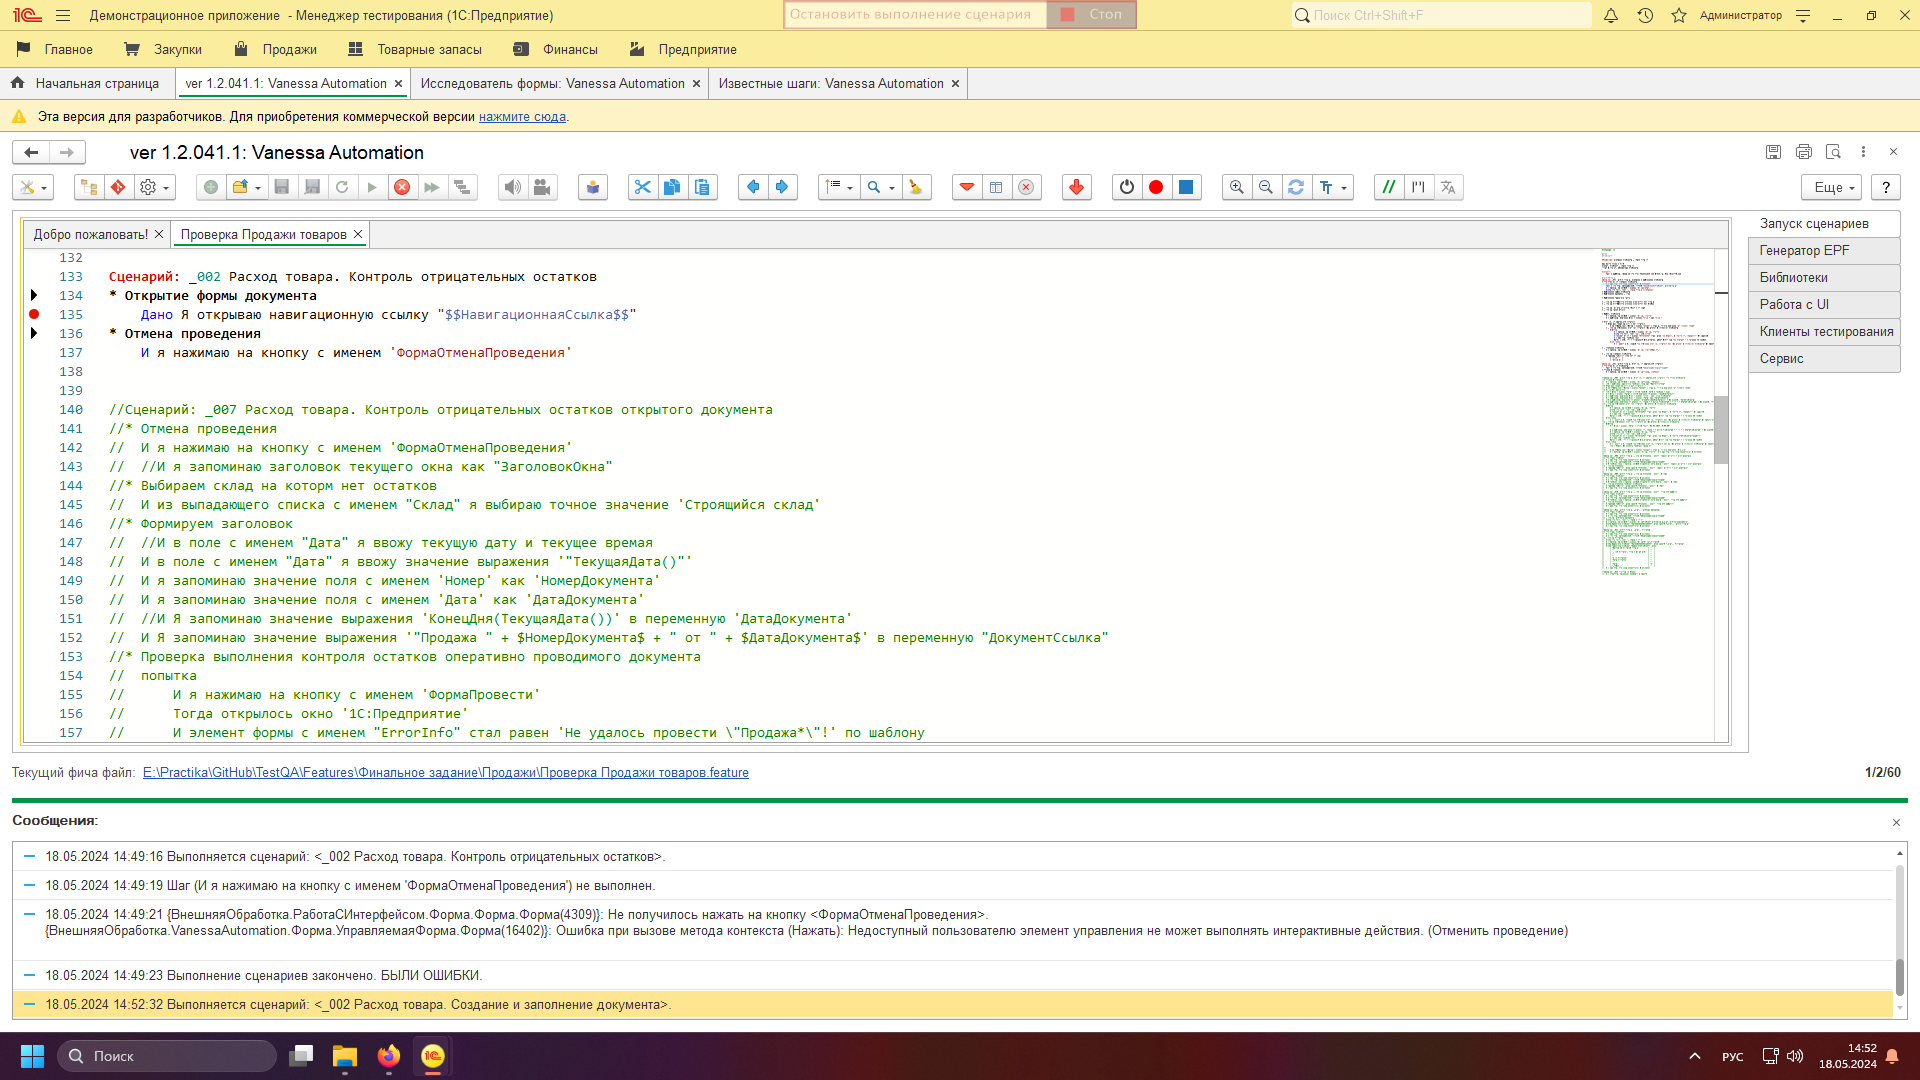 Демонстрационное приложение - Менеджер тестирования (1С:Предприятие)
Остановить выполнение сценария
Стоп
Поиск Ctrl+Shift+F
Администратор
Главное
Закупки
Продажи
Товарные запасы
Финансы
Предприятие
Начальная страница
ver 1.2.041.1: Vanessa Automation
Исследователь формы: Vanessa Automation
Известные шаги: Vanessa Automation
Эта версия для разработчиков. Для приобретения коммерческой версии нажмите сюда.
ver 1.2.041.1: Vanessa Automation
Еще
?
Добро пожаловать!
Проверка Продажи товаров
Запуск сценариев
Генератор EPF
Библиотеки
Работа с UI
Клиенты тестирования
Сервис
132
133 Сценарий: _002 Расход товара. Контроль отрицательных остатков
134 * Открытие формы документа
135 Дано Я открываю навигационную ссылку "$$НавигационнаяСсылка$$"
136 * Отмена проведения
137 И я нажимаю на кнопку с именем 'ФормаОтменаПроведения'
138
139
140 //Сценарий: _007 Расход товара. Контроль отрицательных остатков открытого документа
141 //* Отмена проведения
142 // И я нажимаю на кнопку с именем 'ФормаОтменаПроведения'
143 // //И я запоминаю заголовок текущего окна как "ЗаголовокОкна"
144 //* Выбираем склад на которм нет остатков
145 // И из выпадающего списка с именем "Склад" я выбираю точное значение 'Строящийся склад'
146 //* Формируем заголовок
147 // //И в поле с именем "Дата" я ввожу текущую дату и текущее времая
148 // И в поле с именем "Дата" я ввожу значение выражения '"ТекущаяДата()"'
149 // И я запоминаю значение поля с именем 'Номер' как 'НомерДокумента'
150 // И я запоминаю значение поля с именем 'Дата' как 'ДатаДокумента'
151 // //И Я запоминаю значение выражения 'КонецДня(ТекущаяДата())' в переменную 'ДатаДокумента'
152 // И Я запоминаю значение выражения '"Продажа " + $НомерДокумента$ + " от " + $ДатаДокумента$' в переменную "ДокументСсылка"
153 //* Проверка выполнения контроля остатков оперативно проводимого документа
154 // попытка
155 // И я нажимаю на кнопку с именем 'ФормаПровести'
156 // Тогда открылось окно '1С:Предприятие'
157 // И элемент формы с именем "ErrorInfo" стал равен 'Не удалось провести \"Продажа*\"!' по шаблону
Текущий фича файл: E:\Practika\GitHub\TestQA\Features\Финальное задание\Продажи\Проверка Продажи товаров.feature
1/2/60
Сообщения:
18.05.2024 14:49:16 Выполняется сценарий: <_002 Расход товара. Контроль отрицательных остатков>.
18.05.2024 14:49:19 Шаг (И я нажимаю на кнопку с именем 'ФормаОтменаПроведения') не выполнен.
18.05.2024 14:49:21 {ВнешняяОбработка.РаботаСИнтерфейсом.Форма.Форма.Форма(4309)}: Не получилось нажать на кнопку <ФормаОтменаПроведения>.
{ВнешняяОбработка.VanessaAutomation.Форма.УправляемаяФорма.Форма(16402)}: Ошибка при вызове метода контекста (Нажать): Недоступный пользователю элемент управления не может выполнять интерактивные действия. (Отменить проведение)
18.05.2024 14:49:23 Выполнение сценариев закончено. БЫЛИ ОШИБКИ.
18.05.2024 14:52:32 Выполняется сценарий: <_002 Расход товара. Создание и заполнение документа>.
Поиск
РУС
14:52
18.05.2024